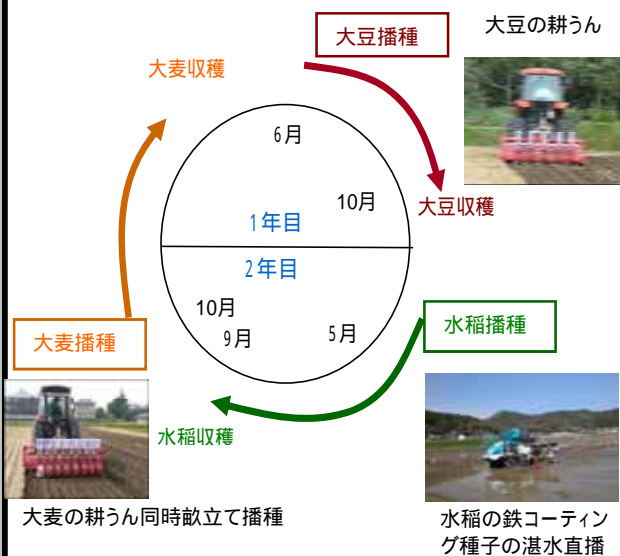 大豆播種
大豆の耕うん
大麦収穫
6月
10月
大豆収穫
1年目
2年目
10月
9月
5月
水稲播種
大麦播種
水稲収穫
大麦の耕うん同時畝立て播種
水稲の鉄コーティン
グ種子の湛水直播